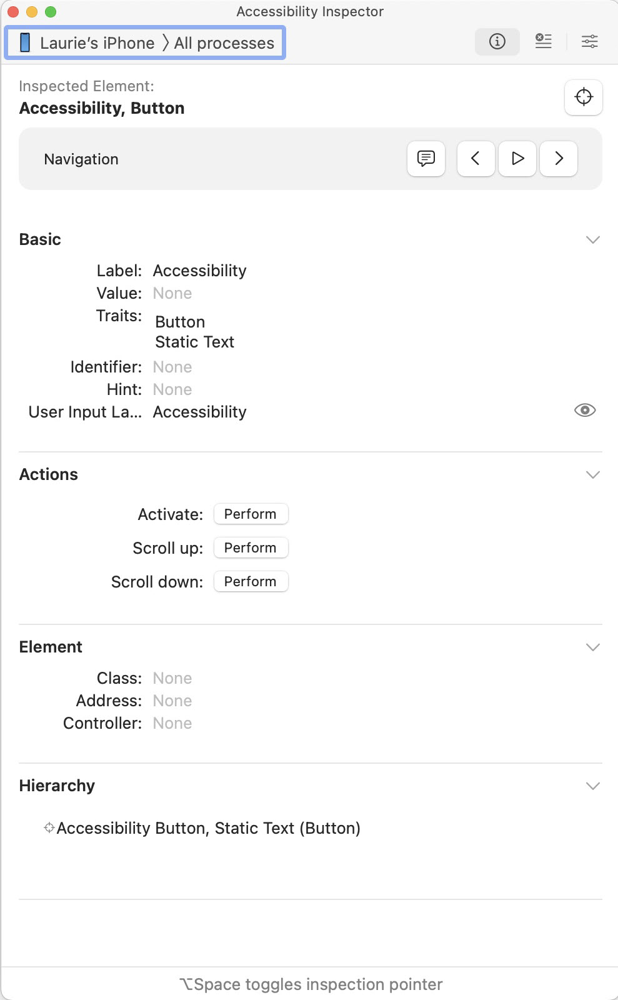 Accessibility Inspector
Laurie’s iPhone 〉All processes
Inspected Element:
Accessibility, Button
Navigation
Basic
Label: Accessibility
Value: None
Traits: Button
Static Text
Identifier: None
Hint: None
User Input La... Accessibility
Actions
Activate: Perform
Scroll up: Perform
Scroll down: Perform
Element
Class: None
Address: None
Controller: None
Hierarchy
Accessibility Button, Static Text (Button)
⌥Space toggles inspection pointer